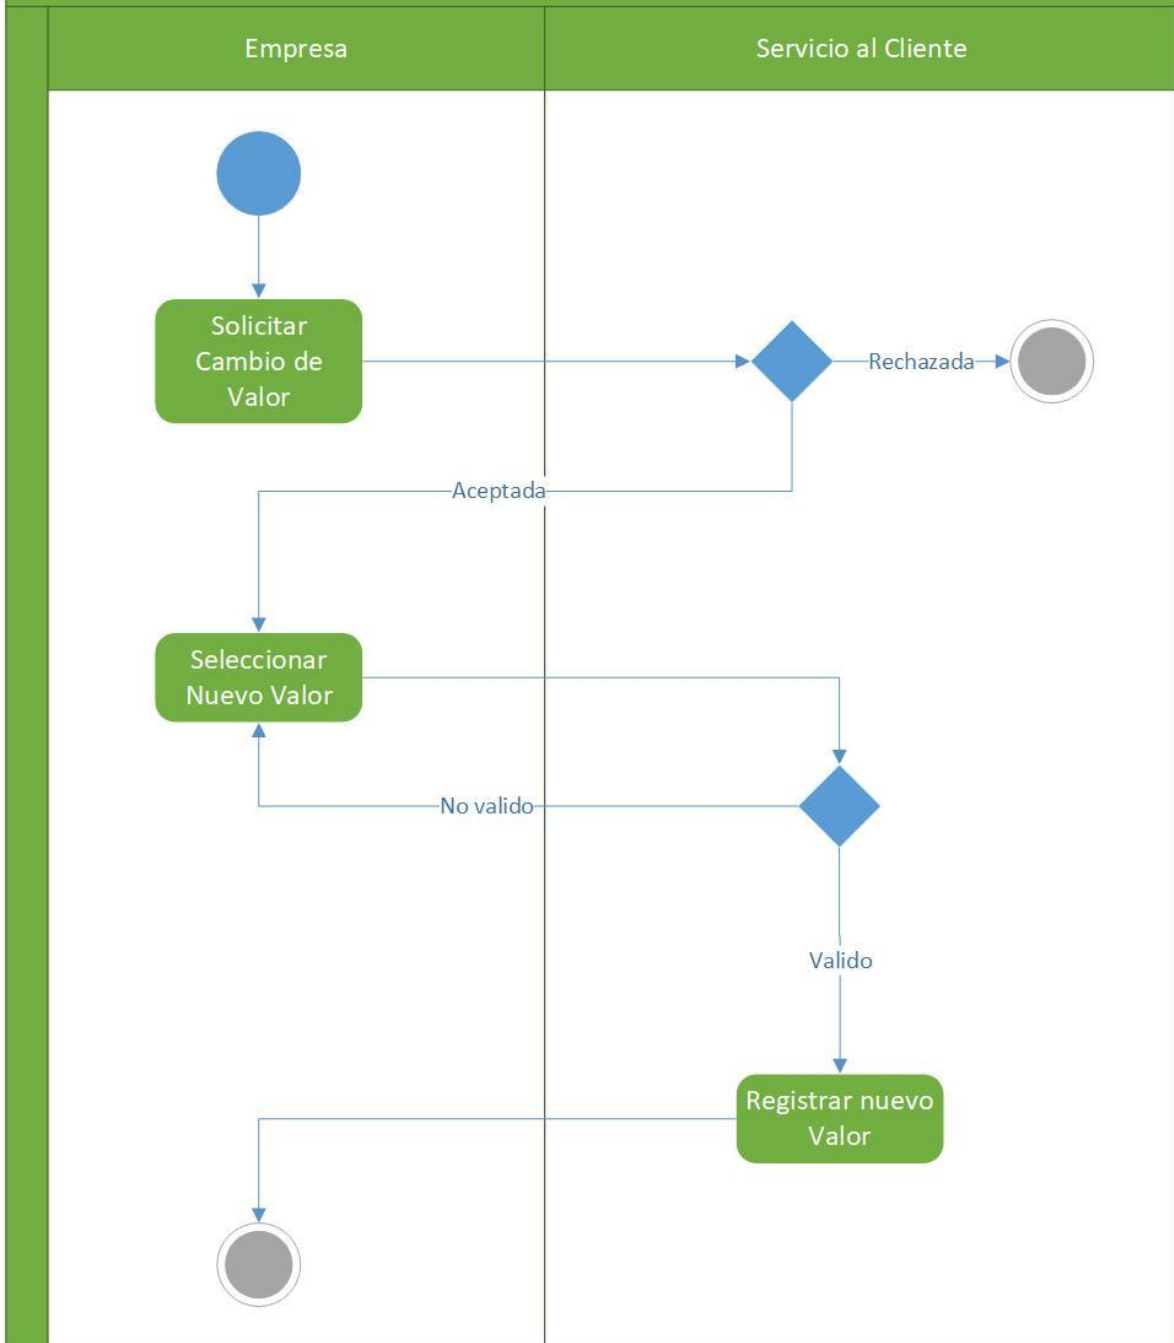 Empresa
Servicio al Cliente
Solicitar
Cambio de
Valor
Rechazada
Aceptada
Seleccionar
Nuevo Valor
No valido
Valido
Registrar nuevo
Valor